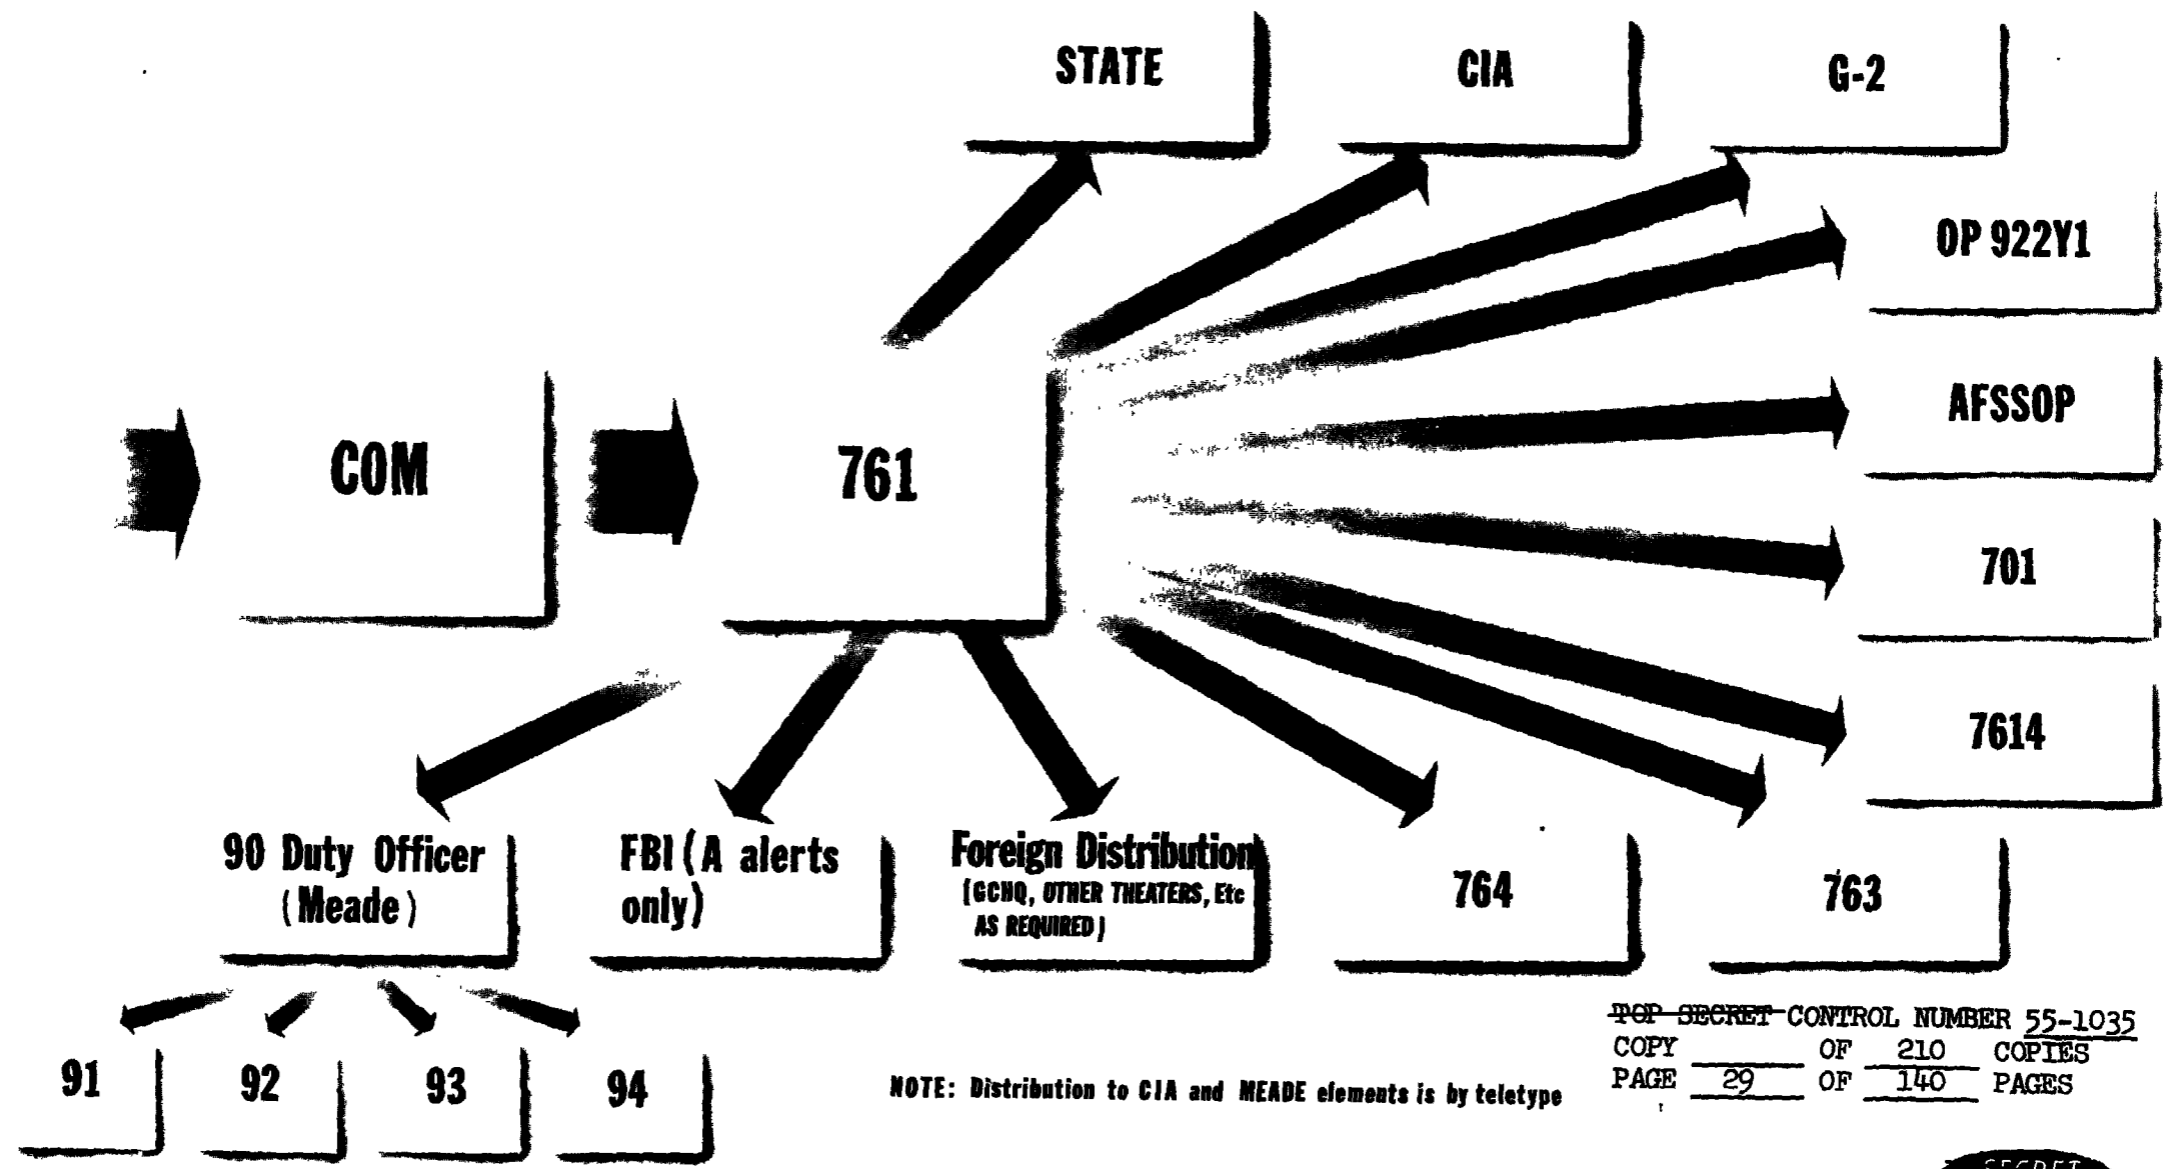 STATE
CIA
G-2
OP 922Y1
AFSSOP
COM
761
701
7614
90 Duty Officer
(Meade)
FBI (A alerts
only)
Foreign Distribution
(GCHQ, OTHER THEATERS, Etc
AS REQUIRED)
764
763
91
92
93
94
NOTE: Distribution to CIA and MEADE elements is by teletype
TOP SECRET CONTROL NUMBER 55-1035
COPY OF 210 COPIES
PAGE 29 OF 140 PAGES
SECRET